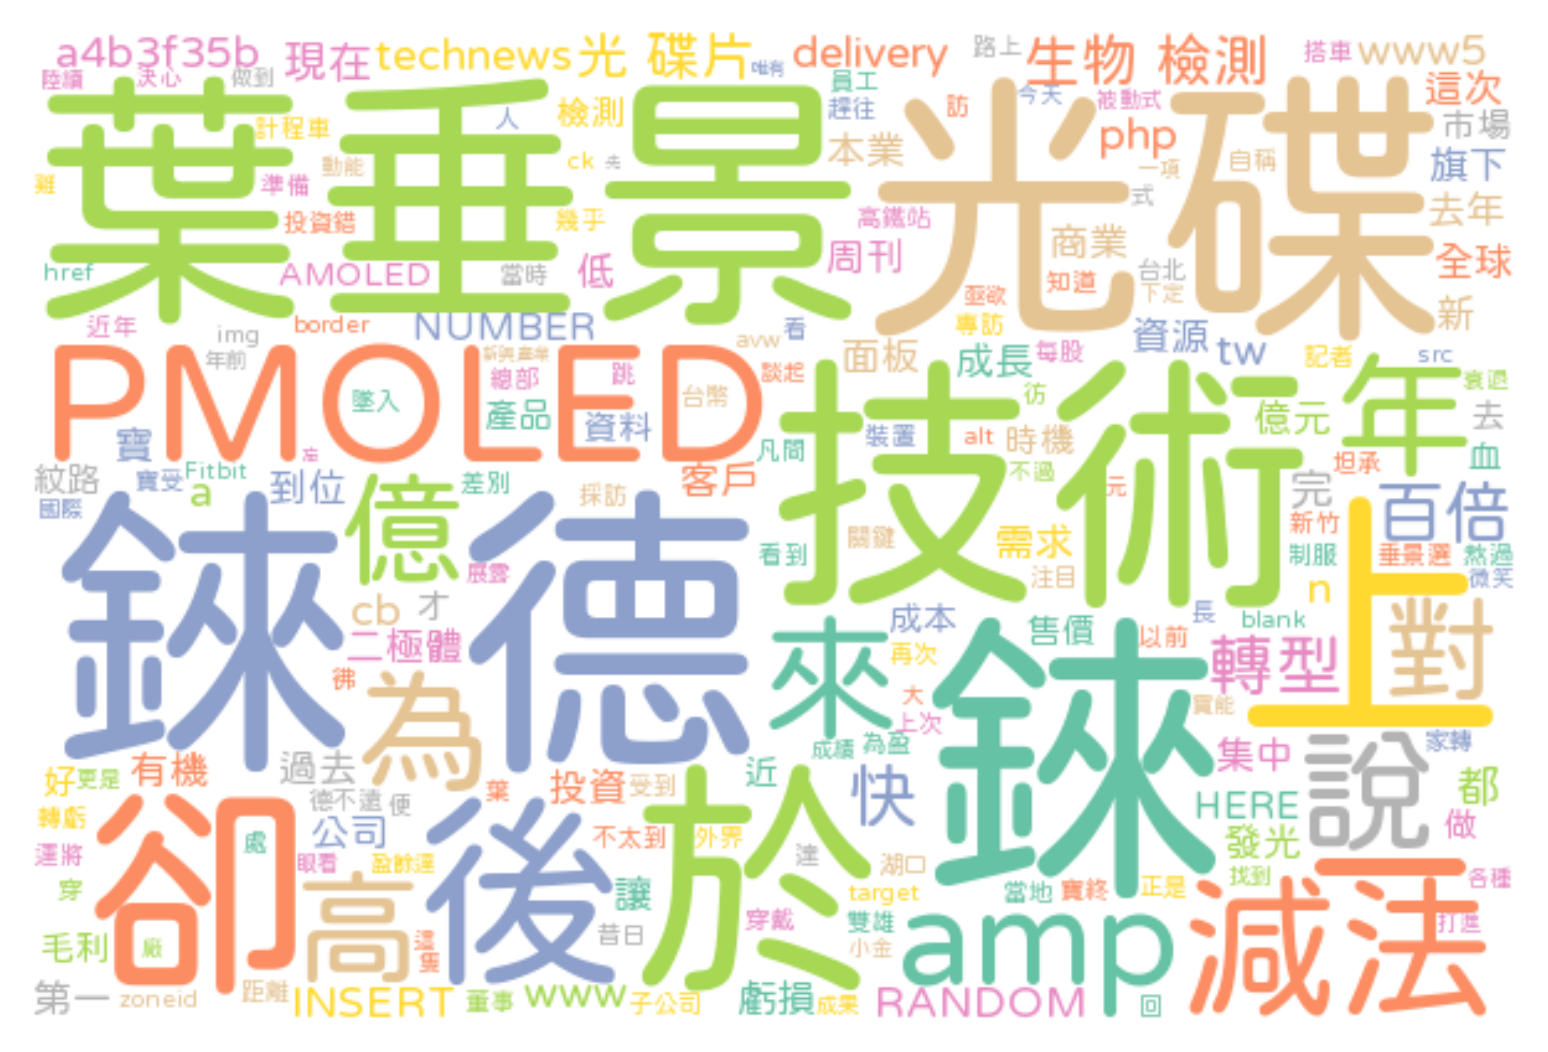 a4b3f35b 現在 technews 光 碟片 唯有 delivery 路上 生物 檢測 搭車 www5
陸續 決心 做到 員工 今天 被動式 這次
葉垂景 光碟
計程車 人 檢測 趕往 訪 php 市場
難 動能 準備 ck 先 本業 一項 自稱 旗下
投資錯 幾乎 高鐵站 式 去年
href AMOLED 當時 低 周刊 商業 知道 台北 全球
亟欲 下定
近年 img border NUMBER avw 看 專訪 資源 tw 新
年前 新興產業 面板 成長 每股 記者 src
PMOLED 總部 跳 談起 技術 年 衰退
墜入 產品 資料 台幣 彷 億元 去
寶 左 裝置 alt 時機 凡間 坦承 血
紋路 寶受 Fitbit a 到位 差別 客戶 不過 完
國際 億 採訪 元 百倍
錸德 關鍵 需求 新竹
展露 看到 注目 制服 垂景選 熬過
cb 才 成本 售價 長 blank n 微笑 上
二極體 來 再次 錸 以前 轉型 對
彿 為 大 上次 實能
成績 為盈 集中 家轉
好 更是 有機 過去 投資 受到 近 快 說 都
轉虧 德不遠 便 葉 HERE
卻 公司 後 不太到 外界 於 發光 做
運將 處 眼看 盈餘達 達 湖口 找到
穿 高 讓 target 當地 寶終 正是 各種
毛利 廠 這隻 昔日 穿戴 雙雄 amp 減法 打進
小金
第一 zoneid 距離 INSERT 董事 www 子公司 虧損 成果 RANDOM 回